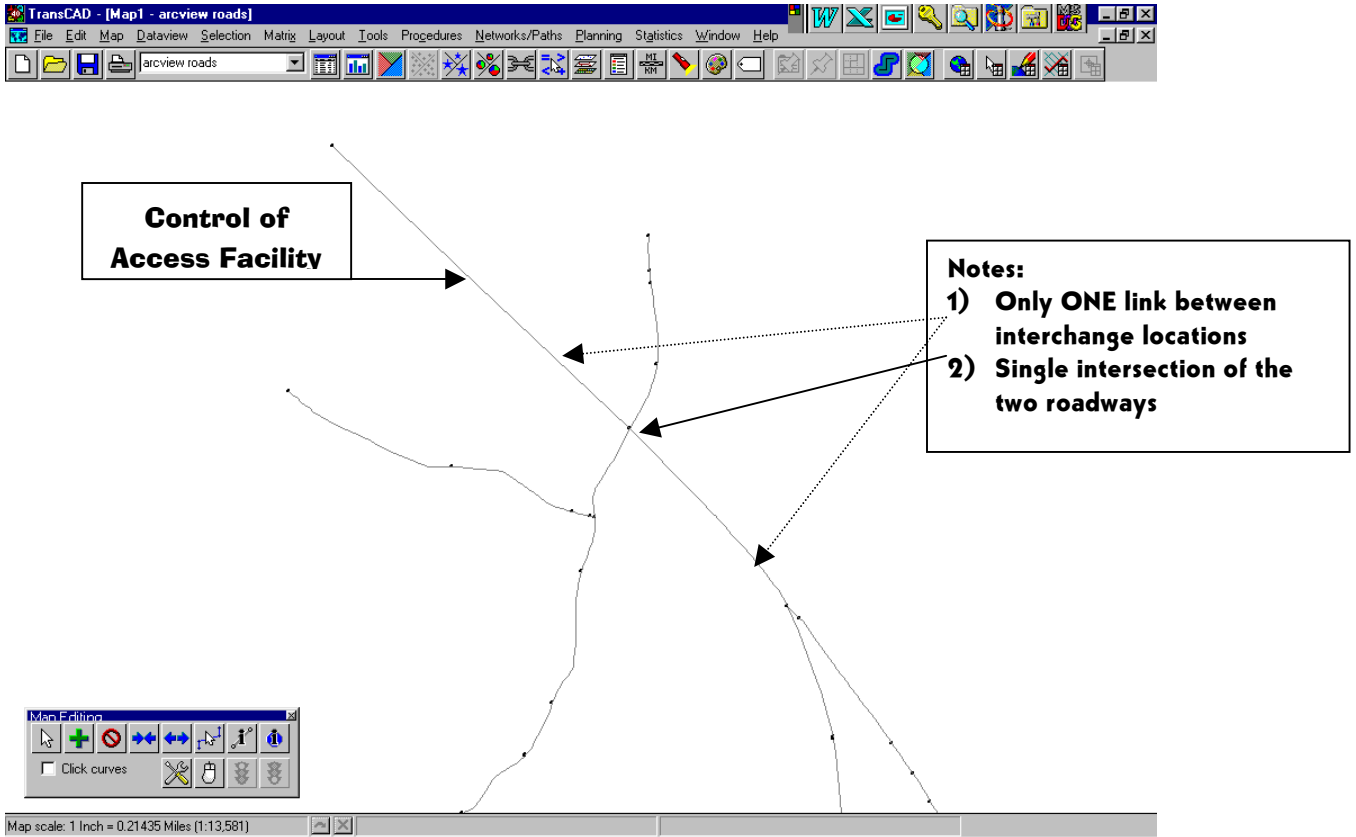 TransCAD - [Map1 - arcview roads]
File Edit Map Dataview Selection Matrix Layout Tools Procedures Networks/Paths Planning Statistics Window Help
arcview roads
MI
KM
Control of
Access Facility
Notes:
1) Only ONE link between
interchange locations
2) Single intersection of the
two roadways
Map Editing
Click curves
Map scale: 1 Inch = 0.21435 Miles (1:13,581)